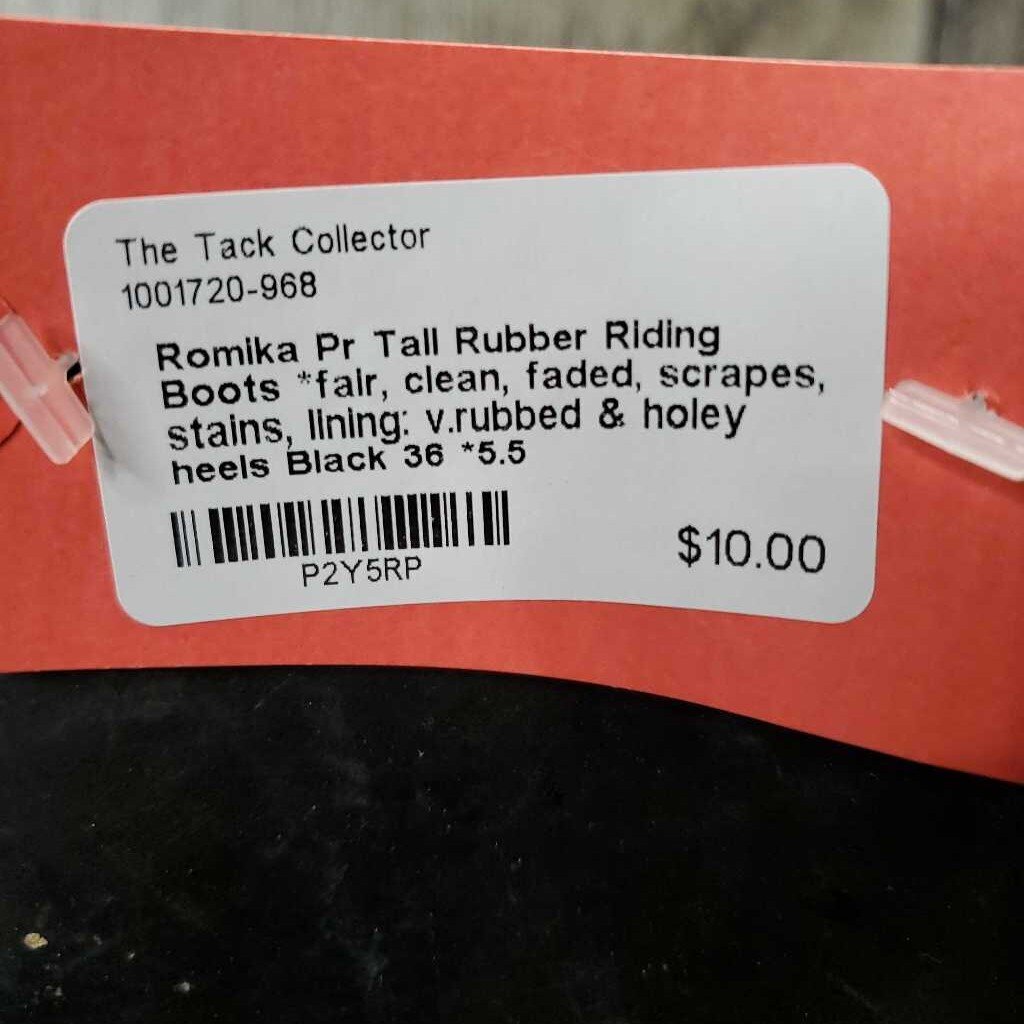 The Tack Collector
1001720-968
Romika Pr Tall Rubber Riding
Boots *fair, clean, faded, scrapes,
stains, lining: v.rubbed & holey
heels Black 36 *5.5
P2Y5RP
$10.00